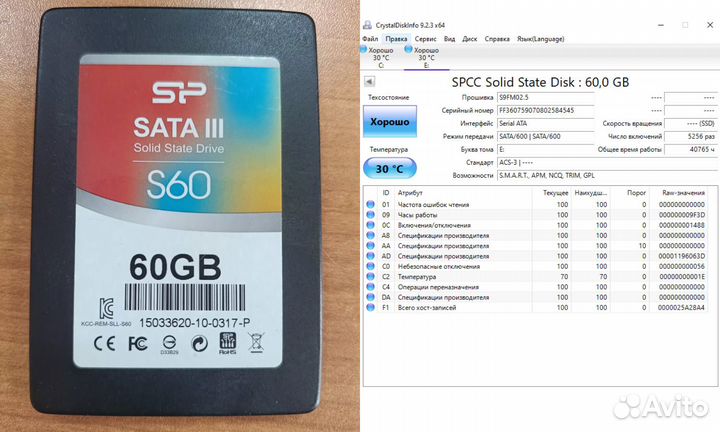 SP
SATA III
Solid State Drive
S60
60GB
KCC-REM-SLL-S60
15033620-10-0317-P
CE FC D33B29 RoHS
CrystalDiskInfo 9.2.3 x64
Файл Правка Сервис Вид Диск Справка Язык(Language)
Хорошо Хорошо
30 °C 30 °C
C: E:
SPCC Solid State Disk : 60,0 GB
Техсостояние
Хорошо
Температура
30 °C
Прошивка S9FM02.5 ---- ----
Серийный номер FF360759070802584545 ---- ----
Интерфейс Serial ATA Скорость вращения ---- (SSD)
Режим передачи SATA/600 | SATA/600 Число включений 5256 раз
Буква тома E: Общее время работы 40765 ч
Стандарт ACS-3 | ----
Возможности S.M.A.R.T., APM, NCQ, TRIM, GPL
ID Атрибут Текущее Наихудш... Порог Raw-значения
01 Частота ошибок чтения 100 100 0 000000000000
09 Часы работы 100 100 0 000000009F3D
0C Включения/отключения 100 100 0 000000001488
A8 Спецификации производителя 100 100 0 000000000000
AA Спецификации производителя 100 100 10 000000000000
AD Спецификации производителя 100 100 0 00001196063D
C0 Небезопасные отключения 100 100 0 000000000056
C2 Температура 70 70 0 00000000001E
C4 Операции переназначения 100 100 0 000000000000
DA Спецификации производителя 100 100 0 000000000000
F1 Всего хост-записей 100 100 0 0000025A28A4
Avito